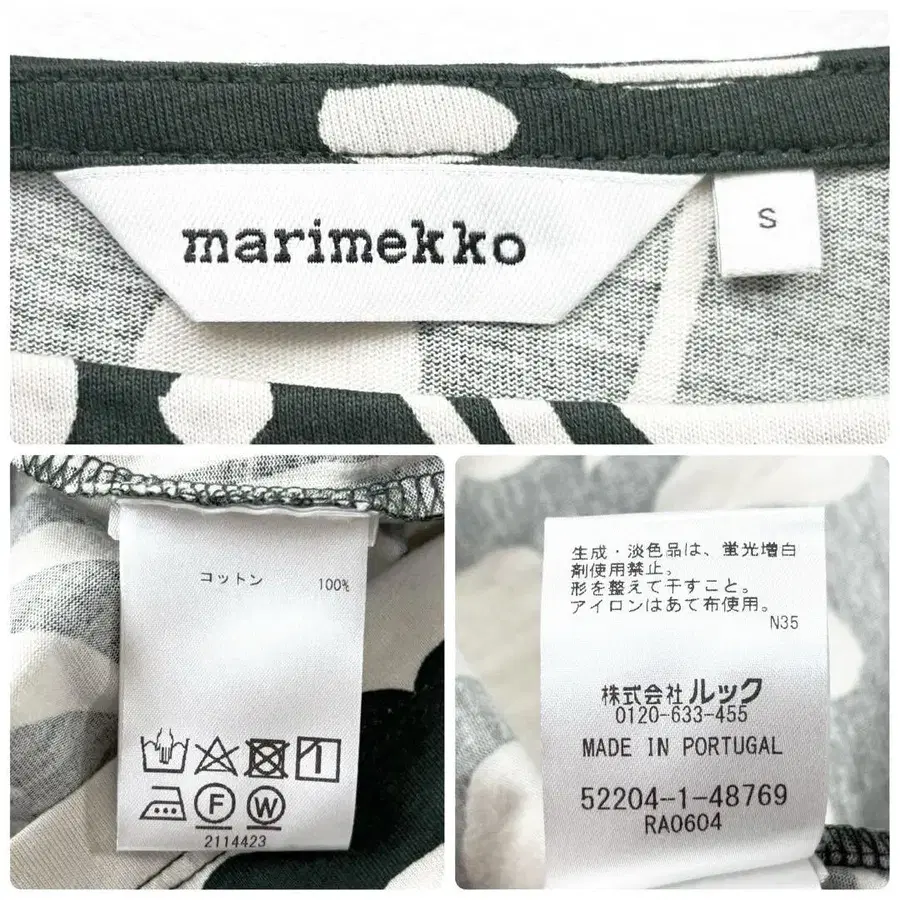 marimekko
S
コットン 100%
F W
2114423
生成・淡色品は、蛍光増白
剤使用禁止。
形を整えて干すこと。
アイロンはあて布使用。
N35
株式会社ルック
0120-633-455
MADE IN PORTUGAL
52204-1-48769
RA0604